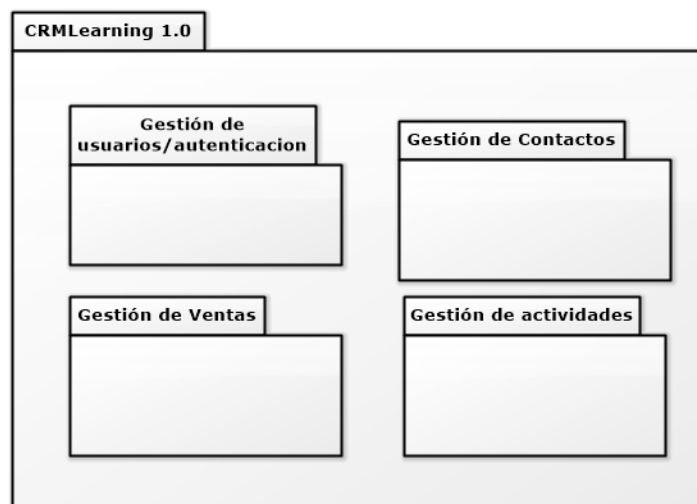 CRMLearning 1.0
Gestión de
usuarios/autenticacion
Gestión de Contactos
Gestión de Ventas
Gestión de actividades